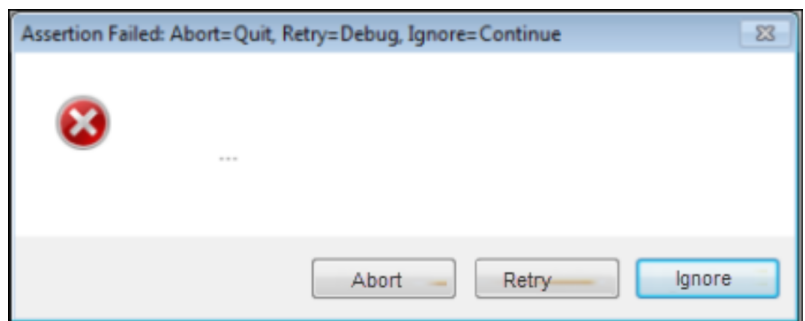 Assertion Failed: Abort=Quit, Retry=Debug, Ignore=Continue
...
Abort
Retry
Ignore